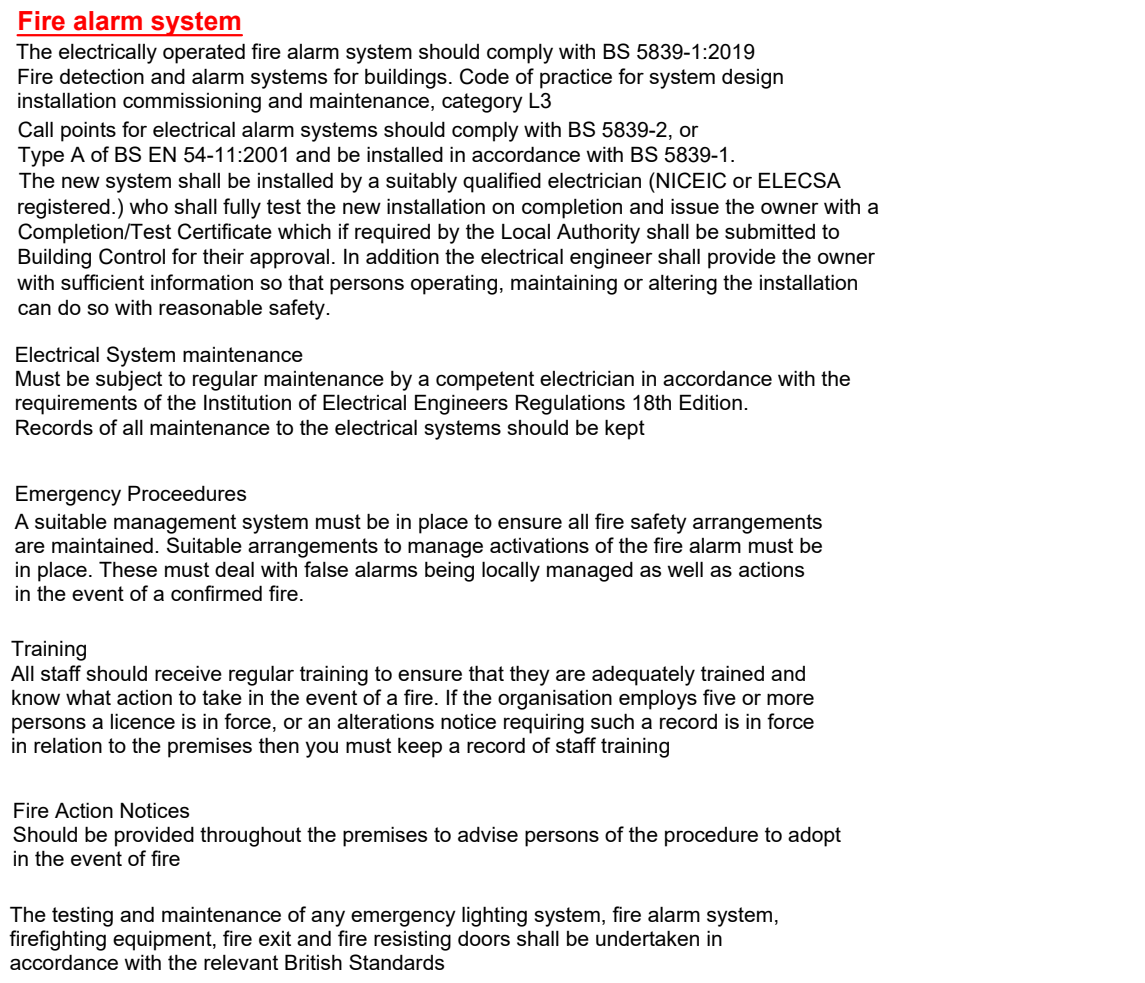 Fire alarm system
The electrically operated fire alarm system should comply with BS 5839-1:2019
Fire detection and alarm systems for buildings. Code of practice for system design
installation commissioning and maintenance, category L3
Call points for electrical alarm systems should comply with BS 5839-2, or
Type A of BS EN 54-11:2001 and be installed in accordance with BS 5839-1.
The new system shall be installed by a suitably qualified electrician (NICEIC or ELECSA
registered.) who shall fully test the new installation on completion and issue the owner with a
Completion/Test Certificate which if required by the Local Authority shall be submitted to
Building Control for their approval. In addition the electrical engineer shall provide the owner
with sufficient information so that persons operating, maintaining or altering the installation
can do so with reasonable safety.
Electrical System maintenance
Must be subject to regular maintenance by a competent electrician in accordance with the
requirements of the Institution of Electrical Engineers Regulations 18th Edition.
Records of all maintenance to the electrical systems should be kept
Emergency Proceedures
A suitable management system must be in place to ensure all fire safety arrangements
are maintained. Suitable arrangements to manage activations of the fire alarm must be
in place. These must deal with false alarms being locally managed as well as actions
in the event of a confirmed fire.
Training
All staff should receive regular training to ensure that they are adequately trained and
know what action to take in the event of a fire. If the organisation employs five or more
persons a licence is in force, or an alterations notice requiring such a record is in force
in relation to the premises then you must keep a record of staff training
Fire Action Notices
Should be provided throughout the premises to advise persons of the procedure to adopt
in the event of fire
The testing and maintenance of any emergency lighting system, fire alarm system,
firefighting equipment, fire exit and fire resisting doors shall be undertaken in
accordance with the relevant British Standards